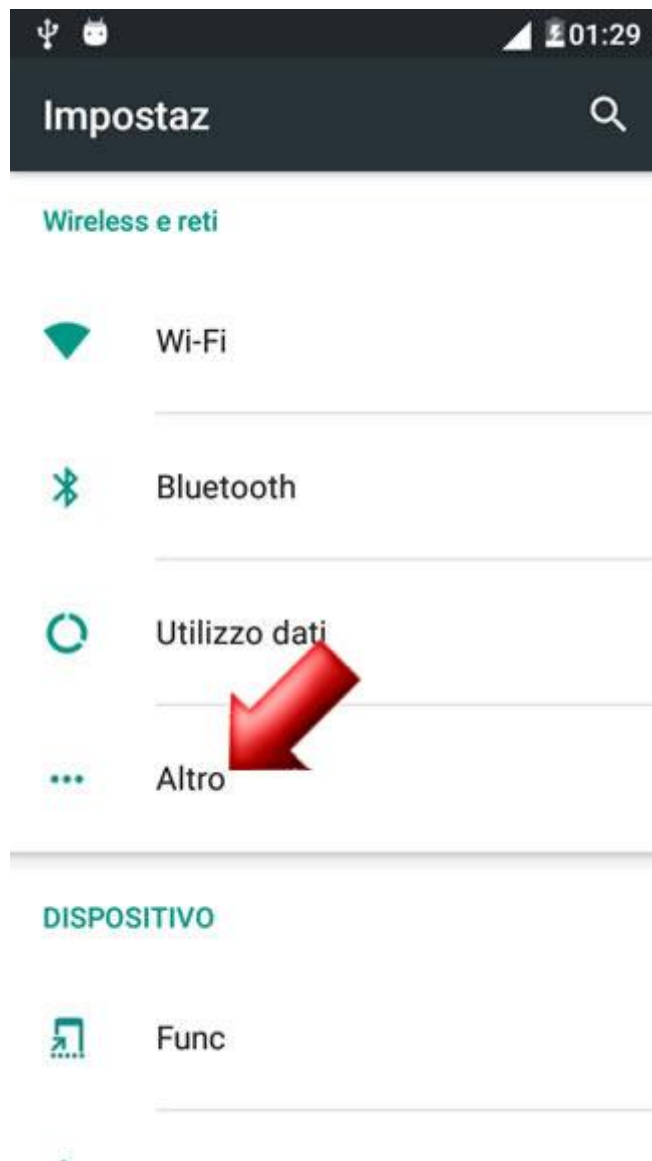 01:29
Impostaz
Wireless e reti
Wi-Fi
Bluetooth
Utilizzo dati
Altro
DISPOSITIVO
Func